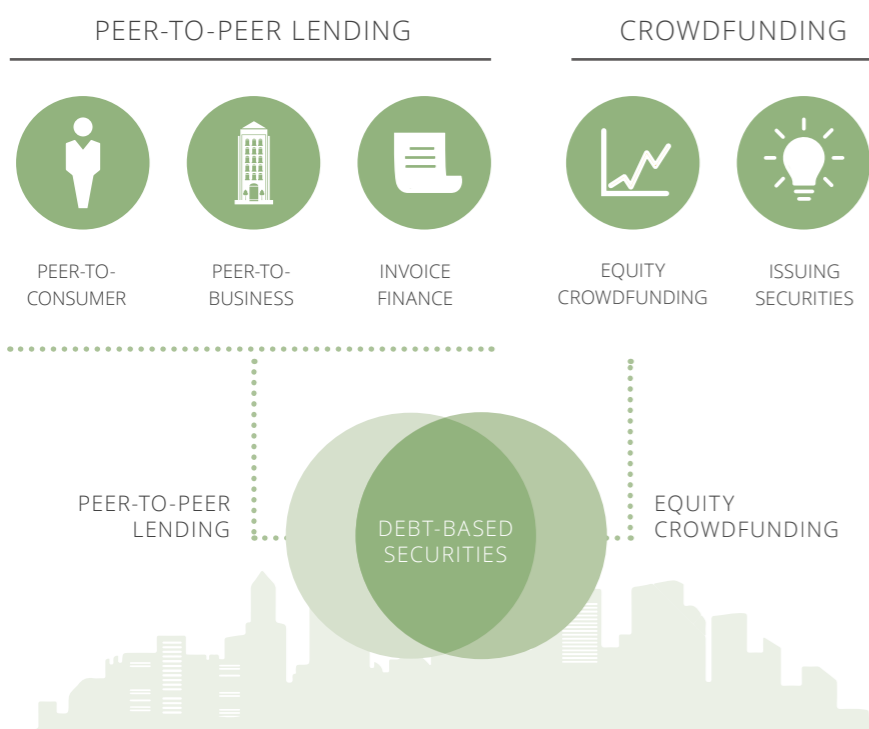 PEER-TO-PEER LENDING
CROWDFUNDING
PEER-TO-
CONSUMER
PEER-TO-
BUSINESS
INVOICE
FINANCE
EQUITY
CROWDFUNDING
ISSUING
SECURITIES
PEER-TO-PEER
LENDING
DEBT-BASED
SECURITIES
EQUITY
CROWDFUNDING